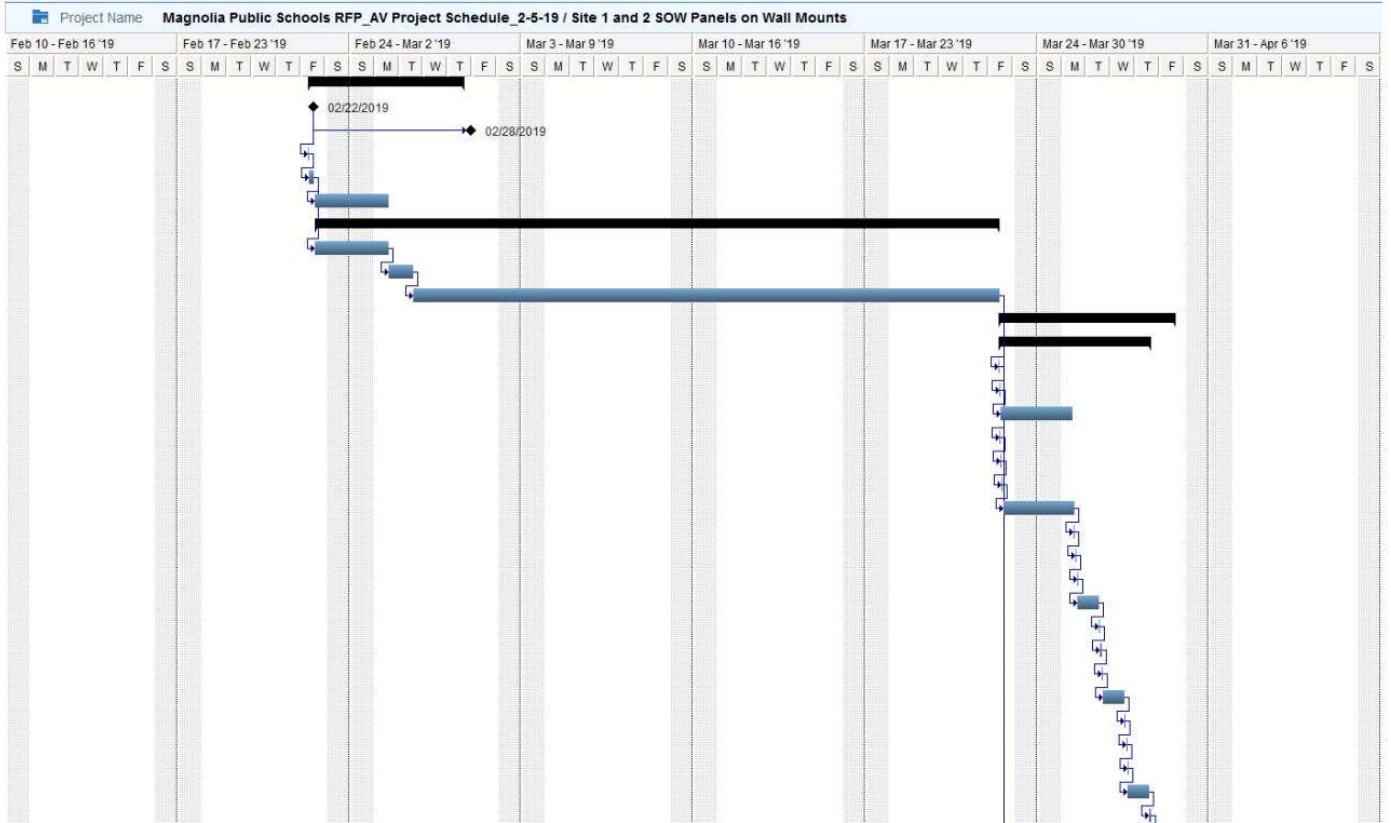 Project Name Magnolia Public Schools RFP_AV Project Schedule_2-5-19 / Site 1 and 2 SOW Panels on Wall Mounts
Feb 10 - Feb 16 '19 Feb 17 - Feb 23 '19 Feb 24 - Mar 2 '19 Mar 3 - Mar 9 '19 Mar 10 - Mar 16 '19 Mar 17 - Mar 23 '19 Mar 24 - Mar 30 '19 Mar 31 - Apr 6 '19
S M T W T F S S M T W T F S S M T W T F S S M T W T F S S M T W T F S S M T W T F S S M T W T F S S M T W T F S
02/22/2019
02/28/2019